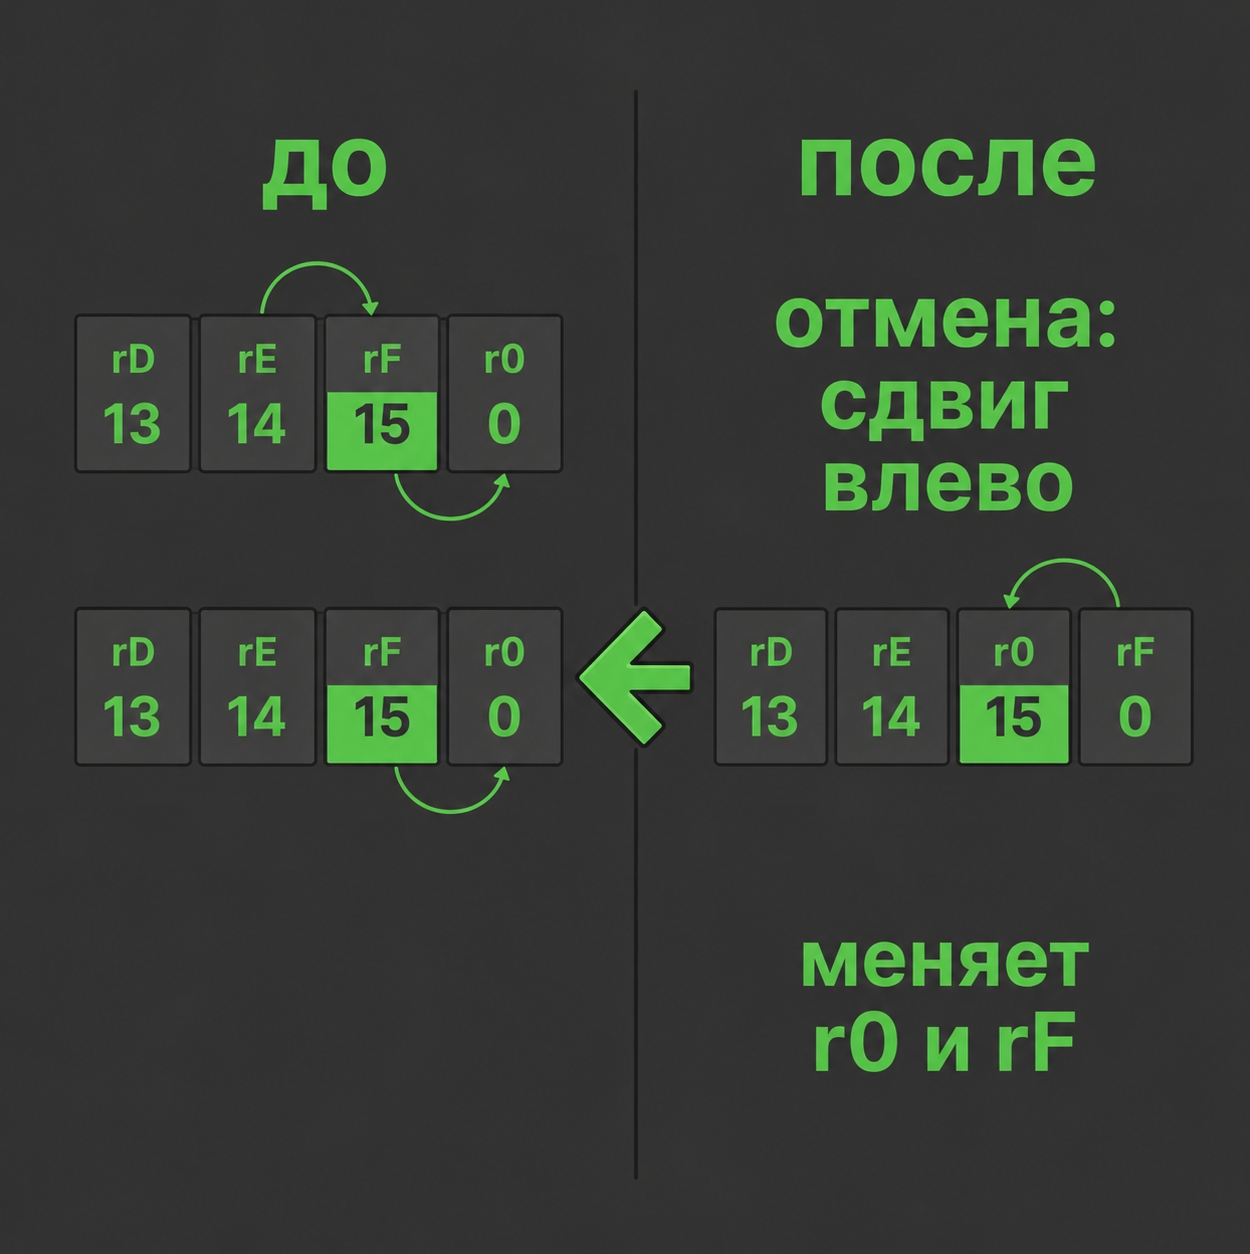 до
rD rE rF r0
13 14 15 0
rD rE rF r0
13 14 15 0
после
отмена:
сдвиг
влево
rD rE r0 rF
13 14 15 0
меняет
r0 и rF